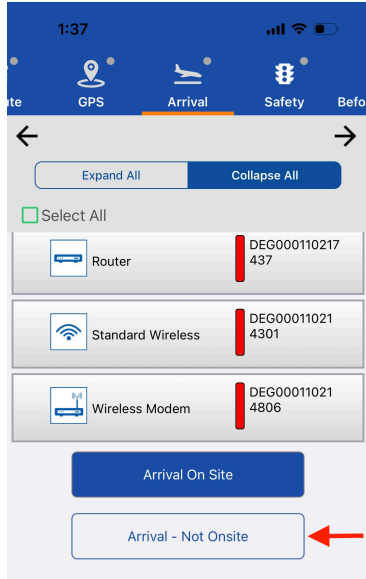 1:37
ute GPS Arrival Safety Befo
Expand All Collapse All
Select All
Router
DEG000110217
437
Standard Wireless
DEG00011021
4301
Wireless Modem
DEG00011021
4806
Arrival On Site
Arrival - Not Onsite